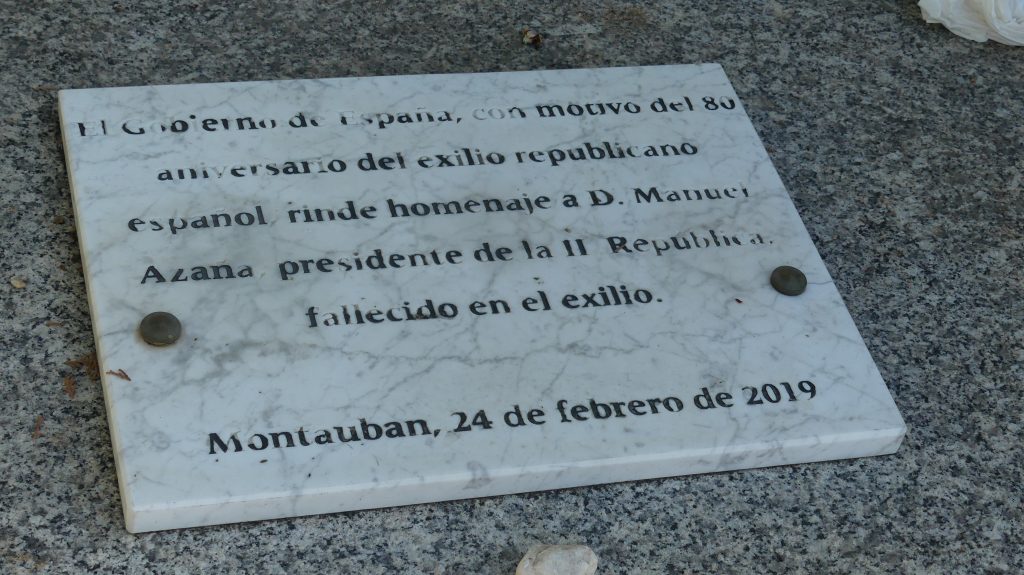 El Gobierno de España, con motivo del 80
aniversario del exilio republicano
español, rinde homenaje a D. Manuel
Azaña, presidente de la II República,
fallecido en el exilio.
Montauban, 24 de febrero de 2019